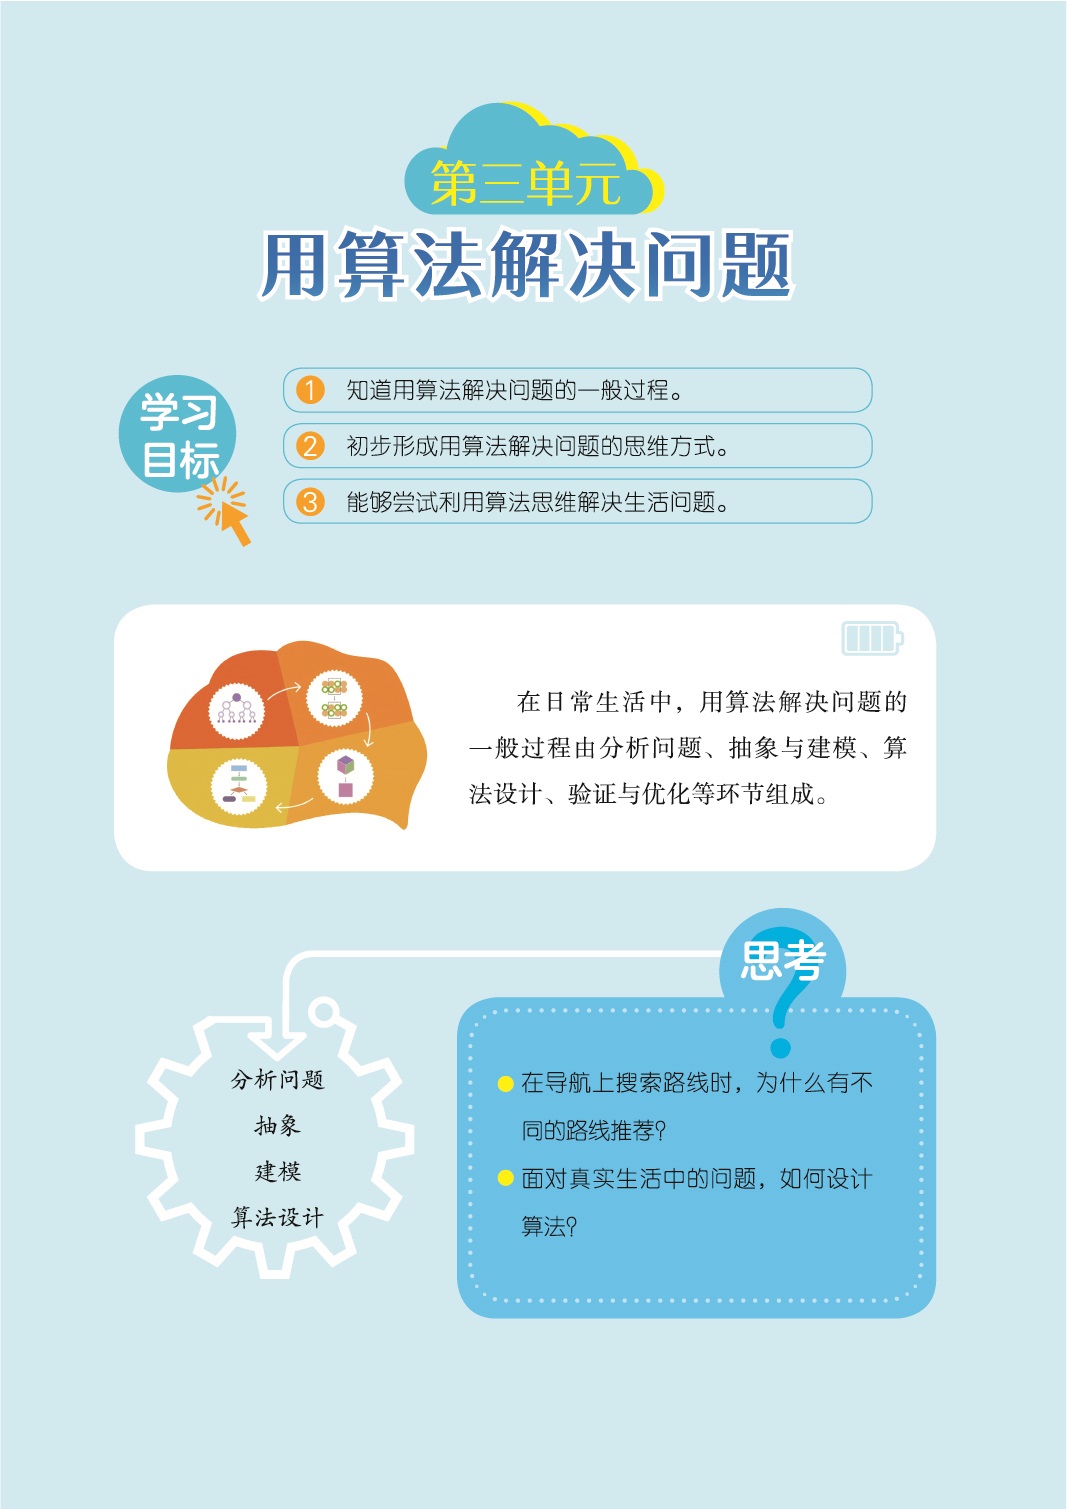 第三单元
用算法解决问题
学习
目标
1 知道用算法解决问题的一般过程。
2 初步形成用算法解决问题的思维方式。
3 能够尝试利用算法思维解决生活问题。
在日常生活中，用算法解决问题的
一般过程由分析问题、抽象与建模、算
法设计、验证与优化等环节组成。
分析问题
抽象
建模
算法设计
思考
?
在导航上搜索路线时，为什么有不
同的路线推荐？
面对真实生活中的问题，如何设计
算法？